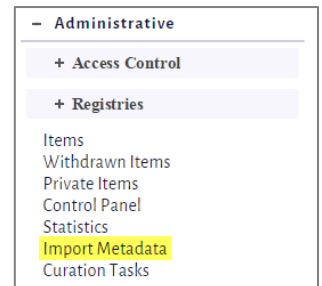 – Administrative
+ Access Control
+ Registries
Items
Withdrawn Items
Private Items
Control Panel
Statistics
Import Metadata
Curation Tasks